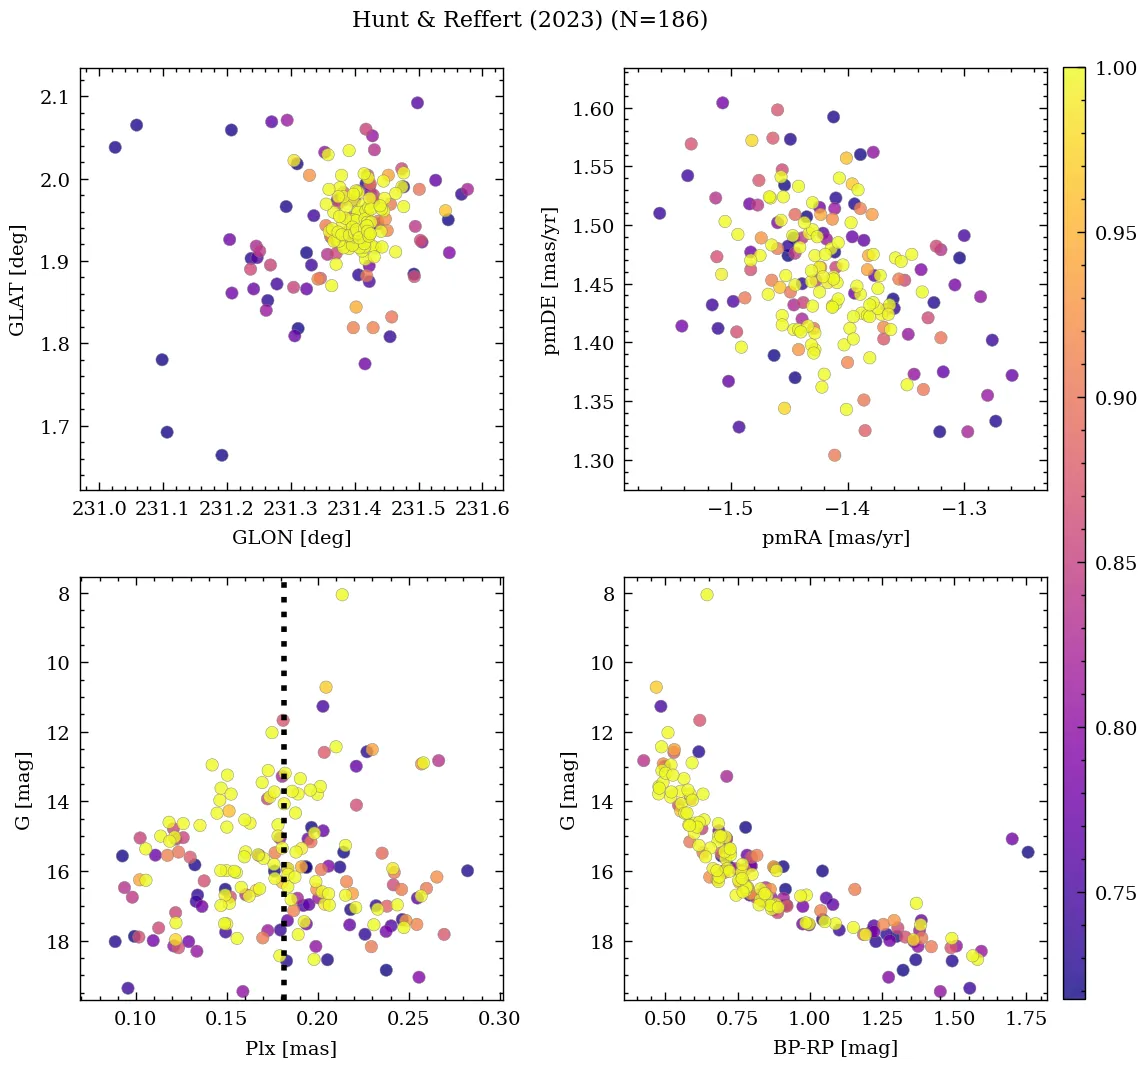 Hunt & Reffert (2023) (N=186)
2.1
2.0
1.9
1.8
1.7
GLAT [deg]
231.0 231.1 231.2 231.3 231.4 231.5 231.6
GLON [deg]
1.60
1.55
1.50
1.45
1.40
1.35
1.30
pmDE [mas/yr]
−1.5 −1.4 −1.3
pmRA [mas/yr]
8
10
12
14
16
18
G [mag]
0.10 0.15 0.20 0.25 0.30
Plx [mas]
8
10
12
14
16
18
G [mag]
0.50 0.75 1.00 1.25 1.50 1.75
BP-RP [mag]
1.00
0.95
0.90
0.85
0.80
0.75